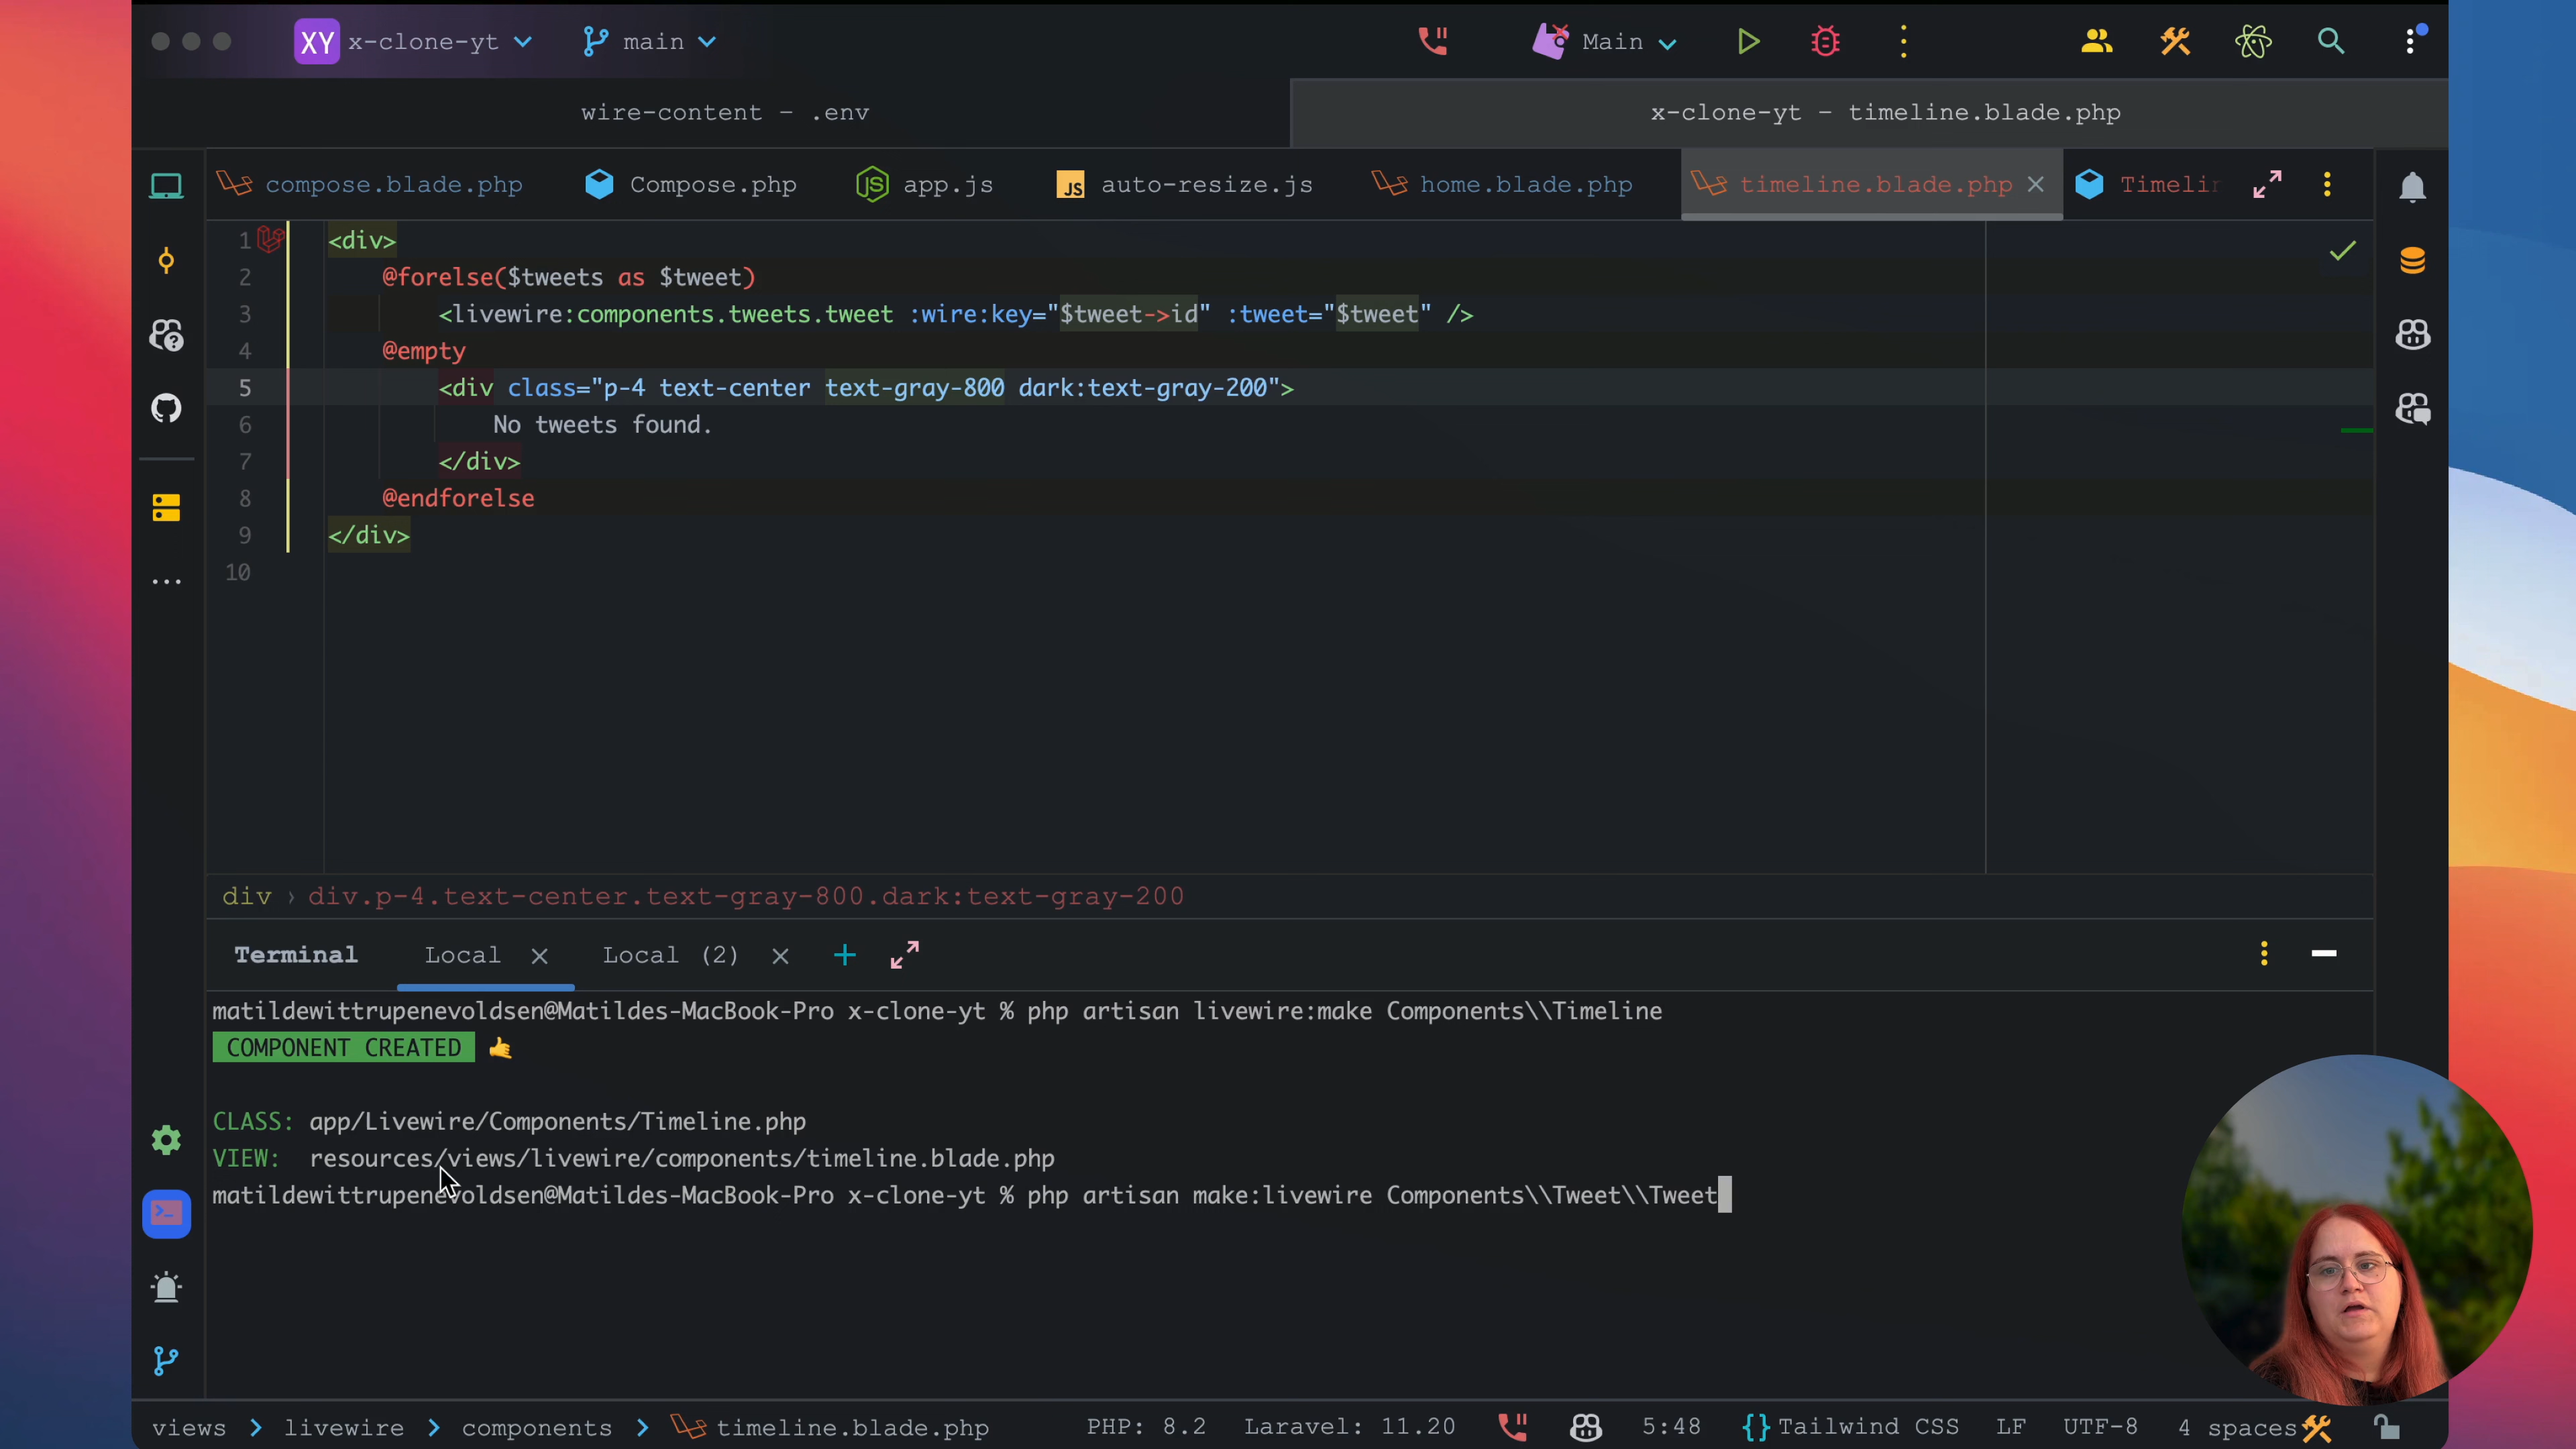 XY x-clone-yt main Main
wire-content – .env x-clone-yt – timeline.blade.php
compose.blade.php Compose.php JS app.js JS auto-resize.js home.blade.php timeline.blade.php Timelin
1 <div>
2 @forelse($tweets as $tweet)
3 <livewire:components.tweets.tweet :wire:key="$tweet->id" :tweet="$tweet" />
4 @empty
5 <div class="p-4 text-center text-gray-800 dark:text-gray-200">
6 No tweets found.
7 </div>
8 @endforelse
9 </div>
10
div › div.p-4.text-center.text-gray-800.dark:text-gray-200
Terminal Local Local (2)
matildewittrupenevoldsen@Matildes-MacBook-Pro x-clone-yt % php artisan livewire:make Components\\Timeline
COMPONENT CREATED 🤙
CLASS: app/Livewire/Components/Timeline.php
VIEW: resources/views/livewire/components/timeline.blade.php
matildewittrupenevoldsen@Matildes-MacBook-Pro x-clone-yt % php artisan make:livewire Components\\Tweet\\Tweet
views > livewire > components > timeline.blade.php PHP: 8.2 Laravel: 11.20 5:48 {} Tailwind CSS LF UTF-8 4 spaces